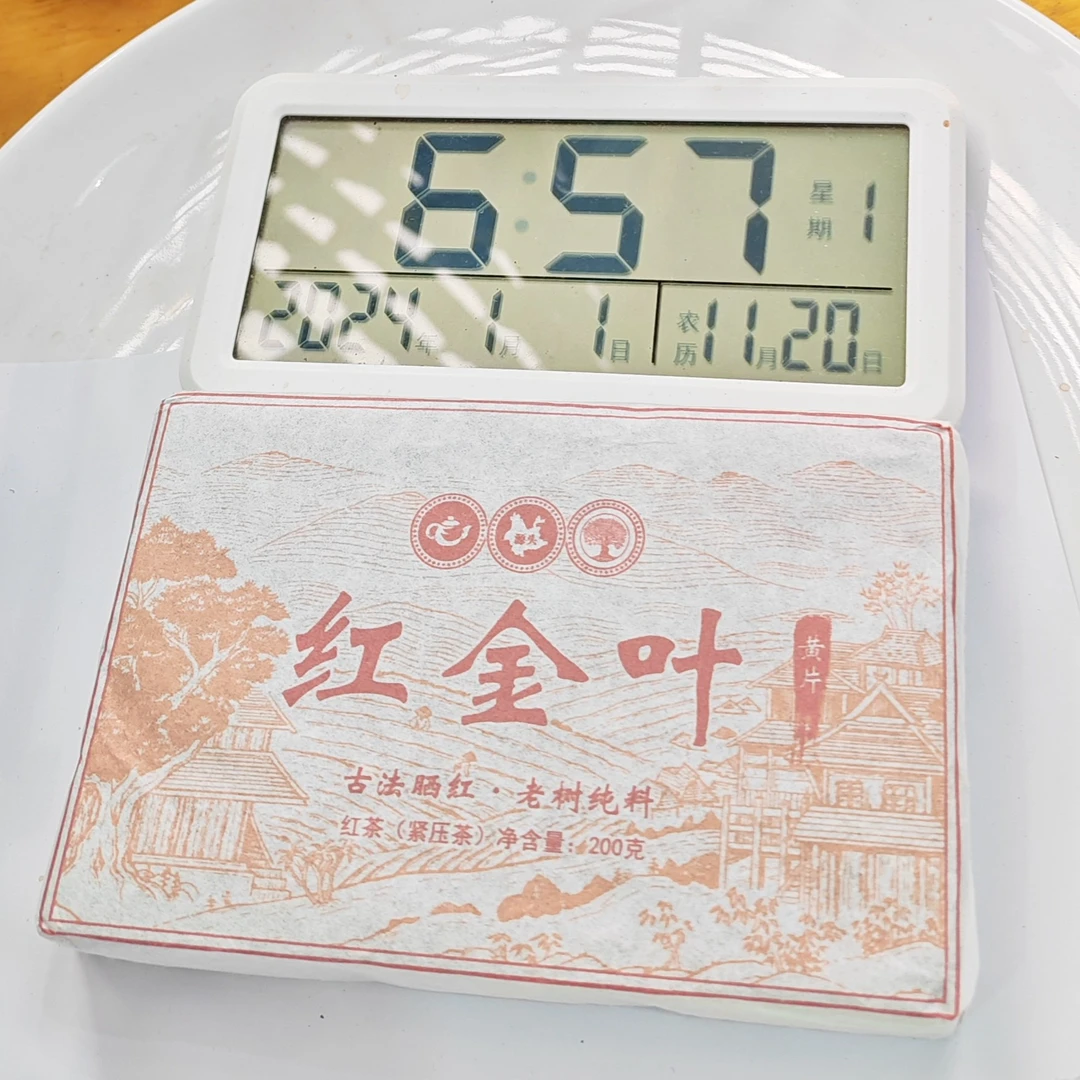 6:57 星期 1
2024年 1月 1日 农历 11月20日
红金叶 黄片
古法晒红·老树纯料
红茶（紧压茶）净含量：200克